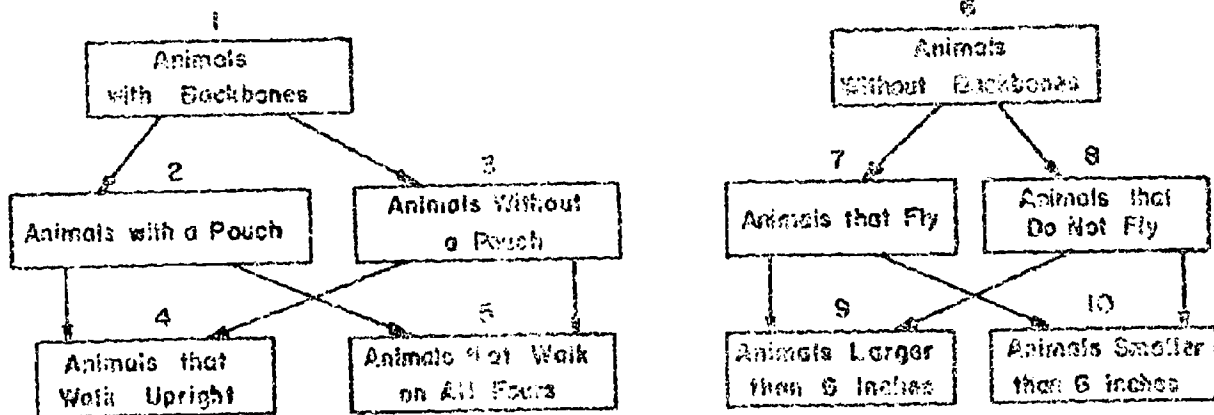 1
Animals
with Backbones
2
Animals with a Pouch
3
Animals Without
a Pouch
4
Animals that
Walk Upright
5
Animals that Walk
on All Fours
6
Animals
Without Backbones
7
Animals that Fly
8
Animals that
Do Not Fly
9
Animals Larger
than 6 Inches
10
Animals Smaller
than 6 Inches